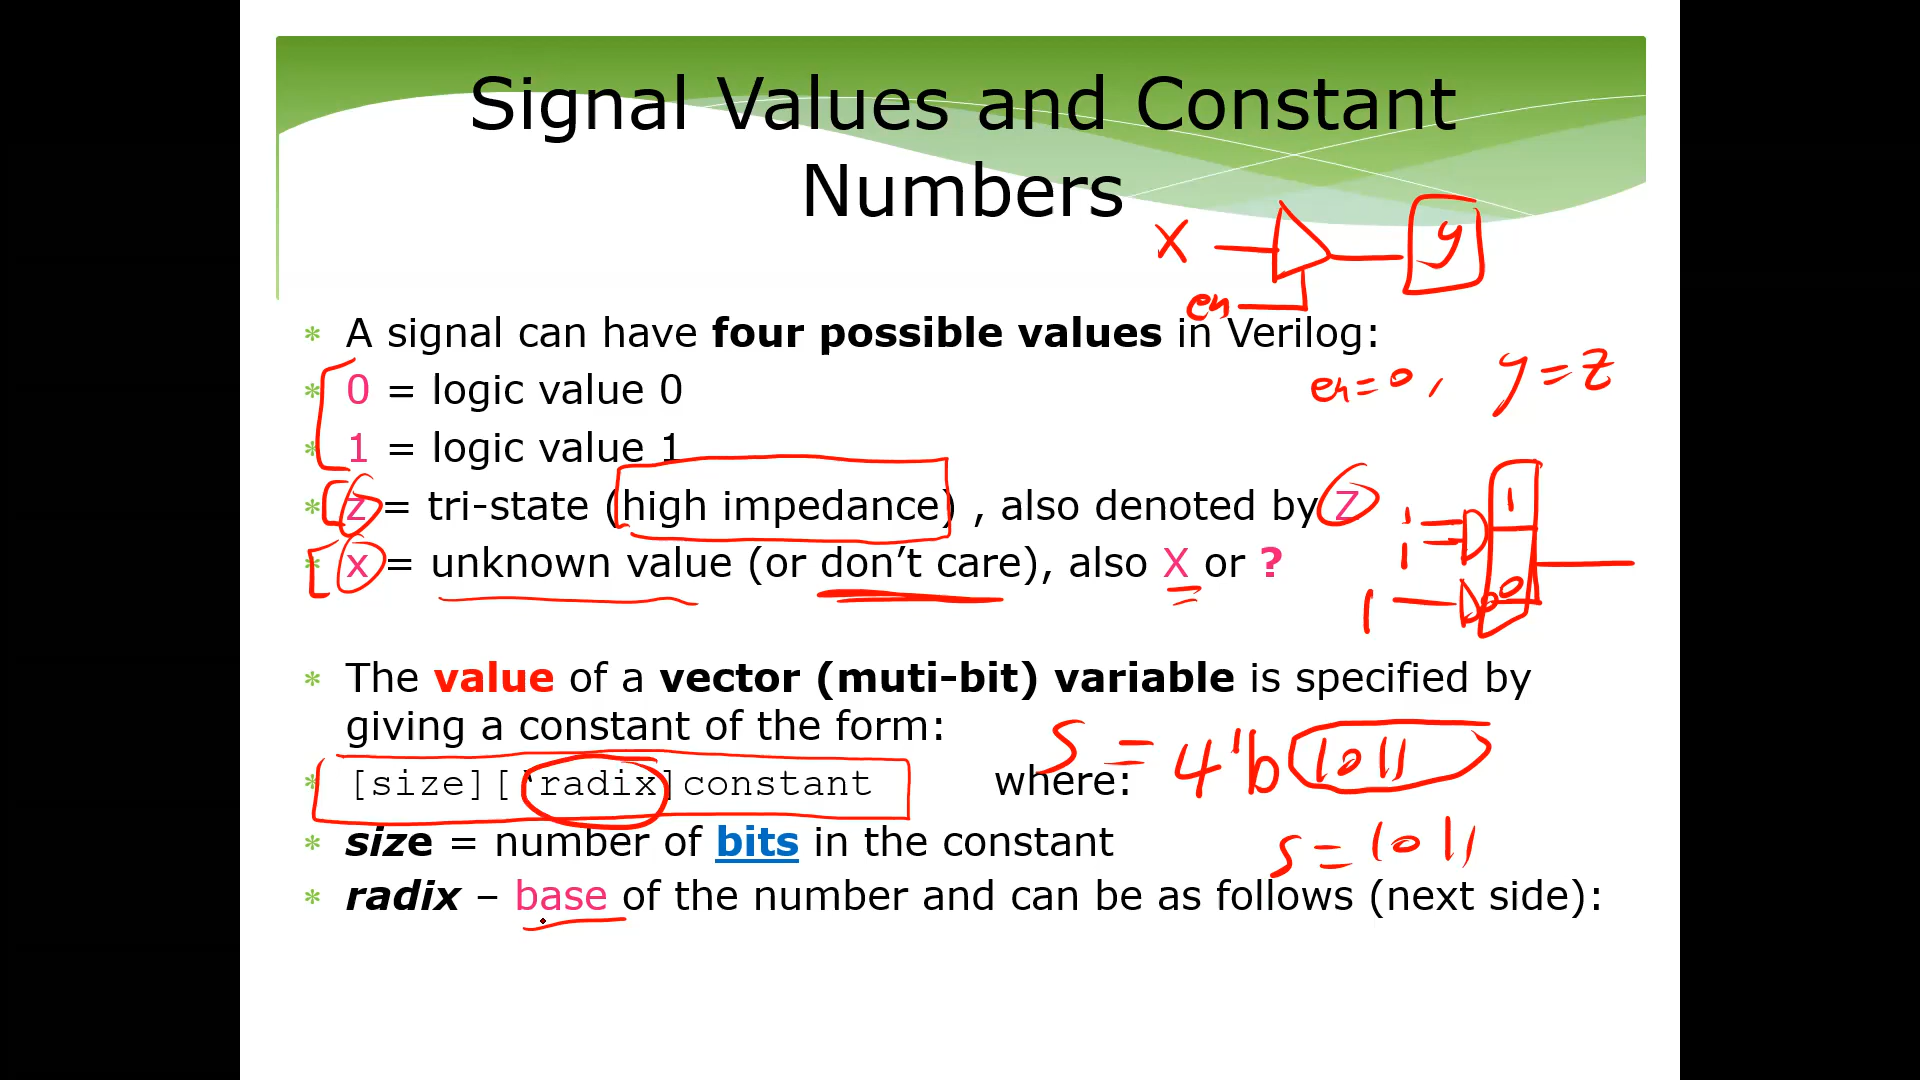 Signal Values and Constant
Numbers
X
y
en
* A signal can have four possible values in Verilog:
en=0, y=z
* 0 = logic value 0
* 1 = logic value 1
* z = tri-state (high impedance) , also denoted by Z
* x = unknown value (or don’t care), also X or ?
1
1
1
1
0
* The value of a vector (muti-bit) variable is specified by
giving a constant of the form:
S = 4'b1011
* [size]['radix]constant where:
* size = number of bits in the constant
S = 1011
* radix – base of the number and can be as follows (next side):